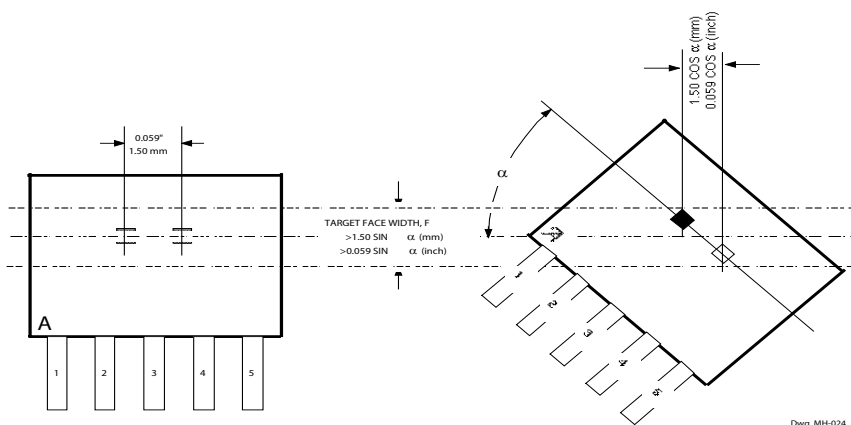 1.50 COS α (mm)
0.059 COS α (inch)
0.059"
1.50 mm
α
TARGET FACE WIDTH, F
>1.50 SIN α (mm)
>0.059 SIN α (inch)
A
A
1
2
3
4
5
1
2
3
4
5
Dwg. MH-024